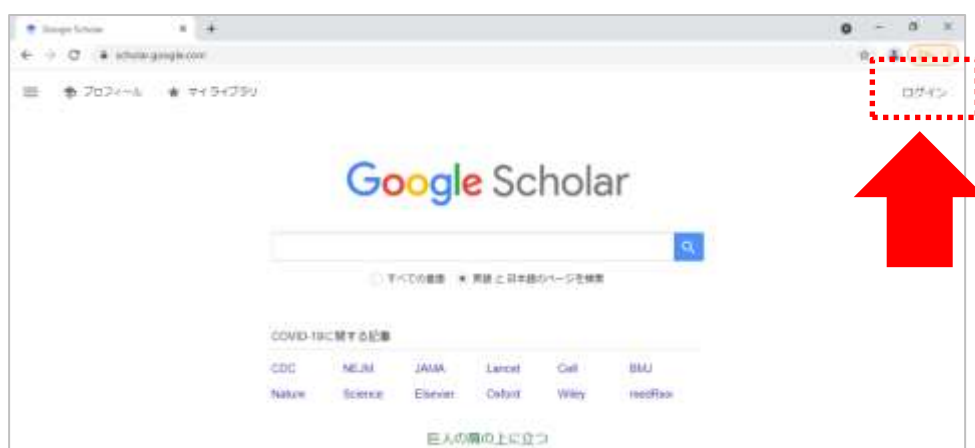 Google Scholar
scholar.google.com
プロフィール ★ マイライブラリ
ログイン
Google Scholar
すべての言語 英語 と 日本語のページを検索
COVID-19に関する記事
CDC NEJM JAMA Lancet Cell BMJ
Nature Science Elsevier Oxford Wiley medRxiv
巨人の肩の上に立つ